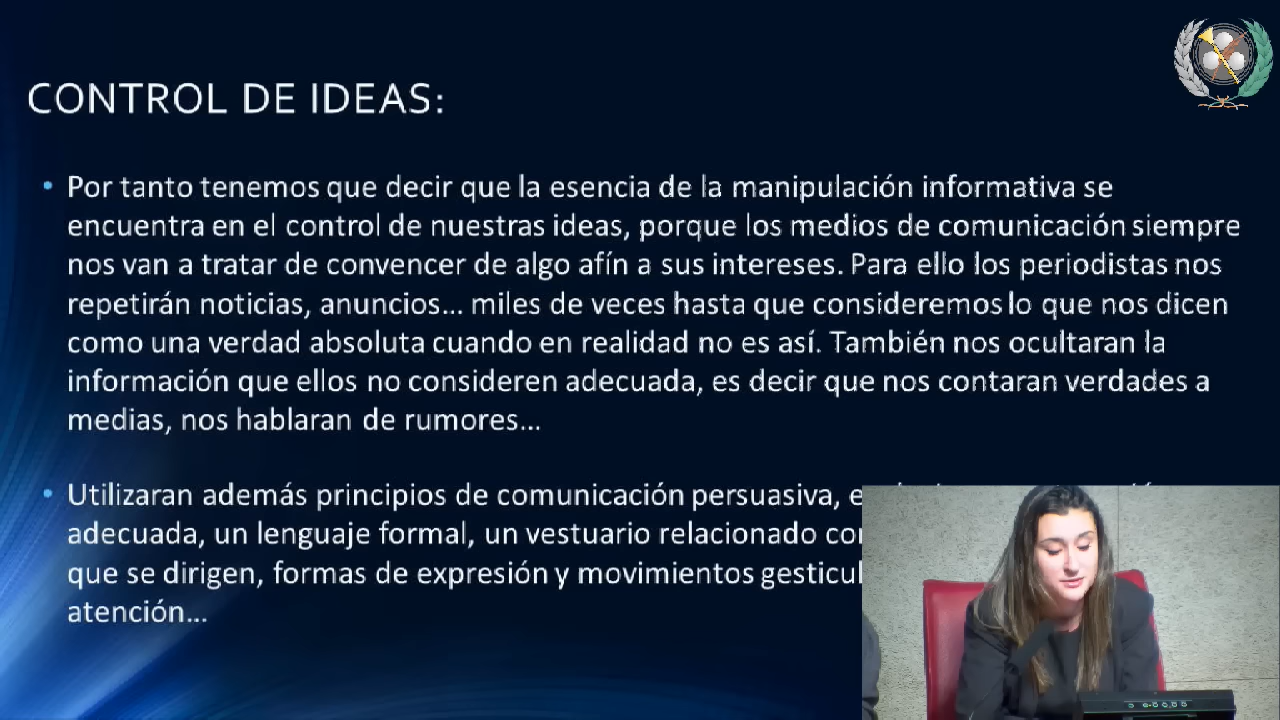 CONTROL DE IDEAS:
• Por tanto tenemos que decir que la esencia de la manipulación informativa se
encuentra en el control de nuestras ideas, porque los medios de comunicación siempre
nos van a tratar de convencer de algo afín a sus intereses. Para ello los periodistas nos
repetirán noticias, anuncios... miles de veces hasta que consideremos lo que nos dicen
como una verdad absoluta cuando en realidad no es así. También nos ocultaran la
información que ellos no consideren adecuada, es decir que nos contaran verdades a
medias, nos hablaran de rumores...
• Utilizaran además principios de comunicación persuasiva,
adecuada, un lenguaje formal, un vestuario relacionado
que se dirigen, formas de expresión y movimientos
atención...